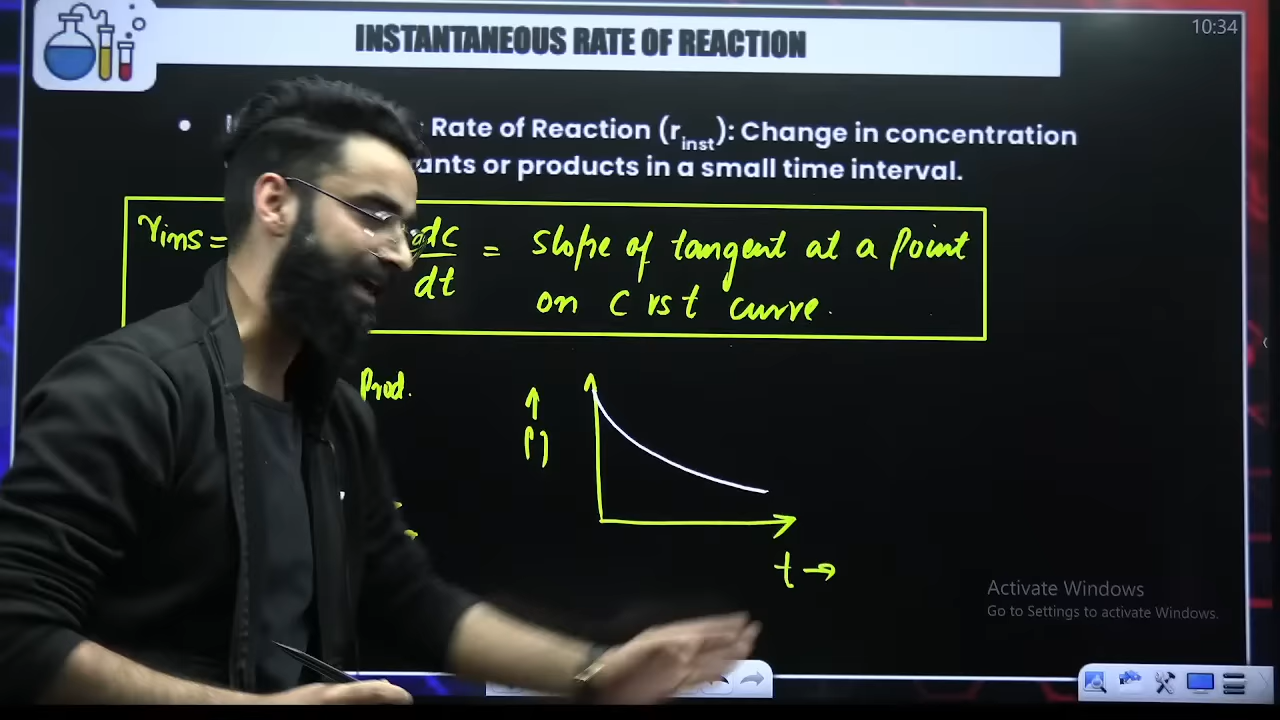 INSTANTANEOUS RATE OF REACTION
10:34
Rate of Reaction (rinst): Change in concentration
ants or products in a small time interval.
rins = dc/dt = slope of tangent at a point
on C vs t curve.
Prod.
↑
[ ]
t →
Activate Windows
Go to Settings to activate Windows.